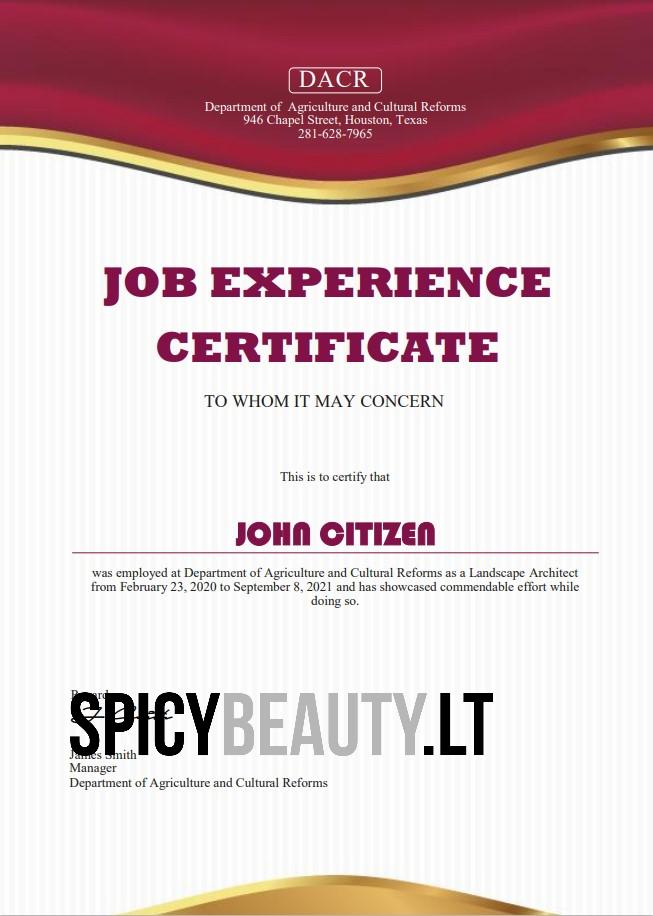 DACR
Department of Agriculture and Cultural Reforms
946 Chapel Street, Houston, Texas
281-628-7965
JOB EXPERIENCE
CERTIFICATE
TO WHOM IT MAY CONCERN
This is to certify that
JOHN CITIZEN
was employed at Department of Agriculture and Cultural Reforms as a Landscape Architect
from February 23, 2020 to September 8, 2021 and has showcased commendable effort while
doing so.
SPICYBEAUTY.LT
James Smith
Manager
Department of Agriculture and Cultural Reforms